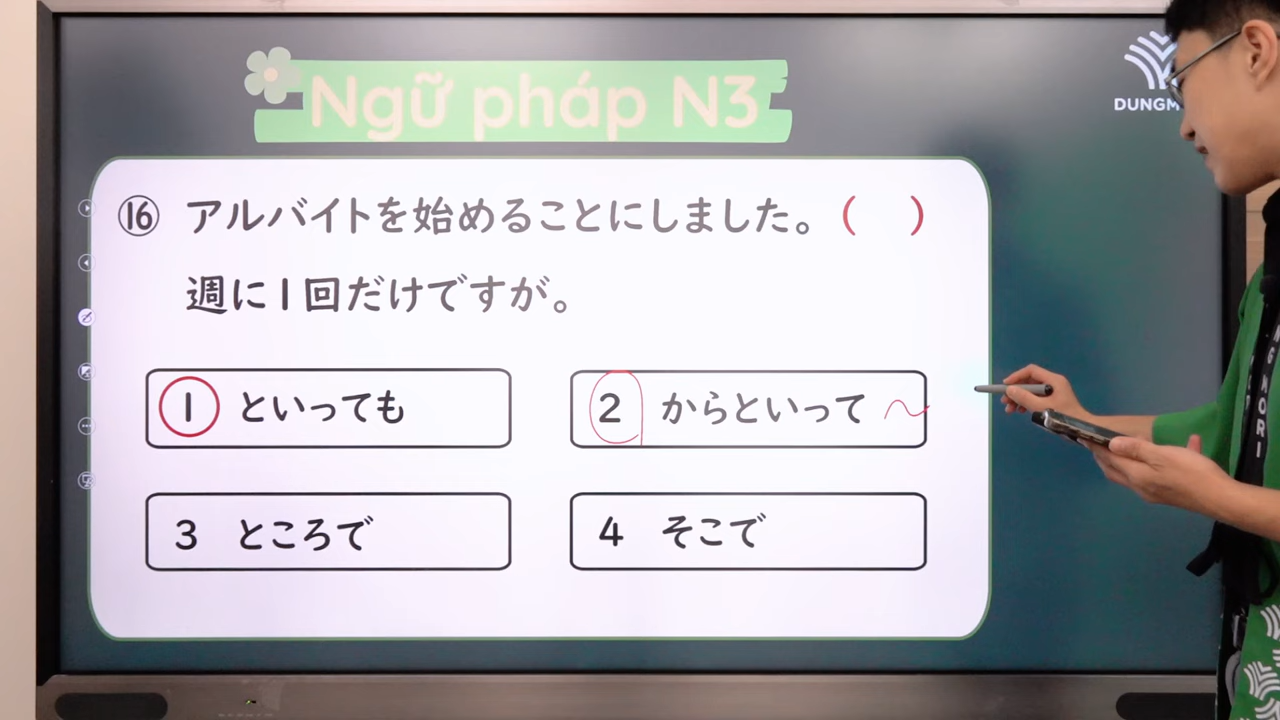 Ngữ pháp N3
DUNGM
⑯ アルバイトを始めることにしました。( )
週に1回だけですが。
1 といっても
2 からといって
3 ところで
4 そこで
NORI